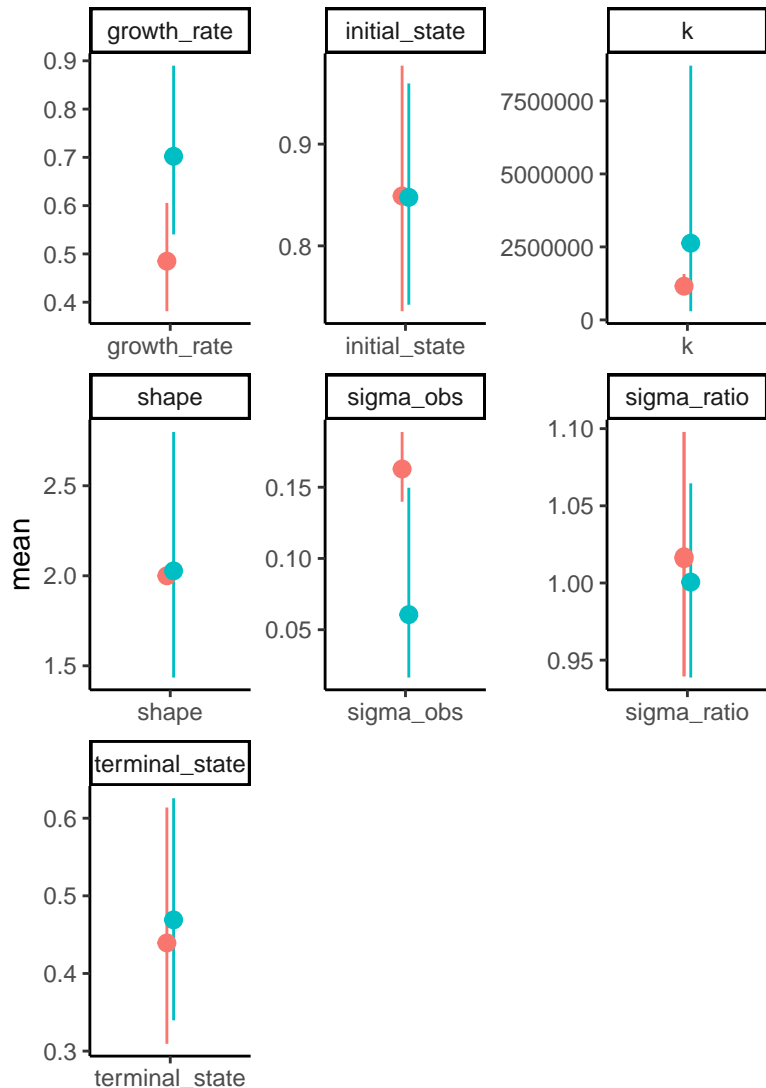 growth_rate
0.9
0.8
0.7
0.6
0.5
0.4
growth_rate
initial_state
0.9
0.8
initial_state
k
7500000
5000000
2500000
0
k
mean
shape
2.5
2.0
1.5
shape
sigma_obs
0.15
0.10
0.05
sigma_obs
sigma_ratio
1.10
1.05
1.00
0.95
sigma_ratio
terminal_state
0.6
0.5
0.4
0.3
terminal_state